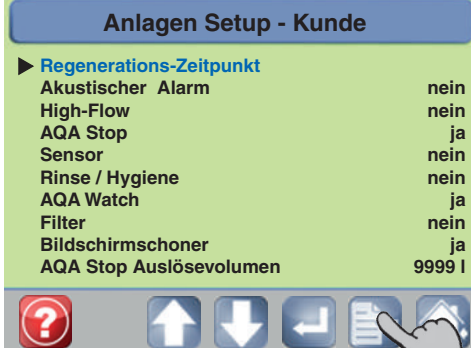 Anlagen Setup - Kunde
Regenerations-Zeitpunkt
Akustischer Alarm nein
High-Flow nein
AQA Stop ja
Sensor nein
Rinse / Hygiene nein
AQA Watch ja
Filter nein
Bildschirmschoner ja
AQA Stop Auslösevolumen 9999 l
?